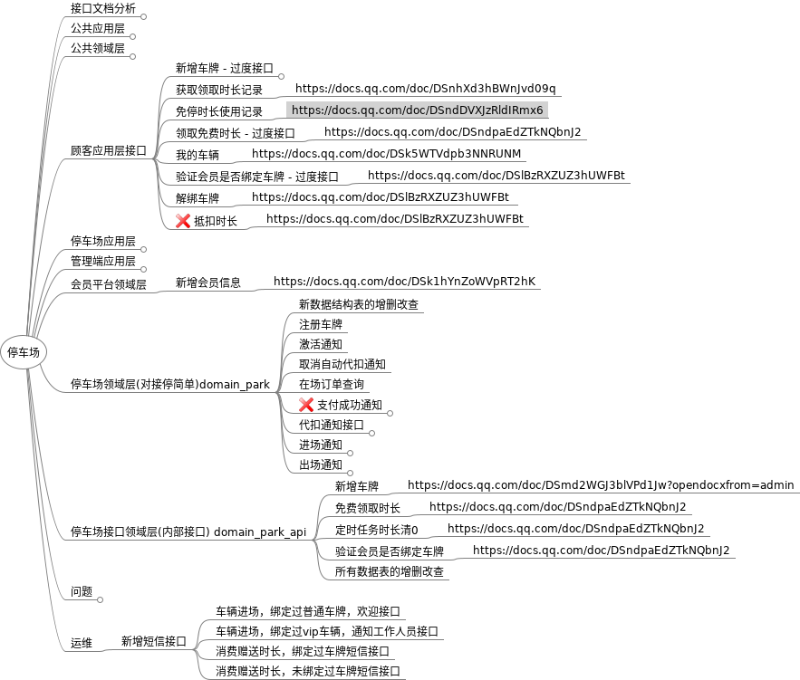 接口文档分析
公共应用层
公共领域层
新增车牌 - 过度接口
获取领取时长记录 https://docs.qq.com/doc/DSnhXd3hBWnJvd09q
免停时长使用记录 https://docs.qq.com/doc/DSndDVXJzRldIRmx6
领取免费时长 - 过度接口 https://docs.qq.com/doc/DSndpaEdZTkNQbnJ2
顾客应用层接口
我的车辆 https://docs.qq.com/doc/DSk5WTVdpb3NNRUNM
验证会员是否绑定车牌 - 过度接口 https://docs.qq.com/doc/DSlBzRXZUZ3hUWFBt
解绑车牌 https://docs.qq.com/doc/DSlBzRXZUZ3hUWFBt
抵扣时长 https://docs.qq.com/doc/DSlBzRXZUZ3hUWFBt
停车场应用层
管理端应用层
会员平台领域层 新增会员信息 https://docs.qq.com/doc/DSk1hYnZoWVpRT2hK
新数据结构表的增删改查
注册车牌
激活通知
停车场
取消自动代扣通知
停车场领域层(对接停简单)domain_park
在场订单查询
支付成功通知
代扣通知接口
进场通知
出场通知
新增车牌 https://docs.qq.com/doc/DSmd2WGJ3blVPd1Jw?opendocxfrom=admin
免费领取时长 https://docs.qq.com/doc/DSndpaEdZTkNQbnJ2
停车场接口领域层(内部接口) domain_park_api
定时任务时长清0 https://docs.qq.com/doc/DSndpaEdZTkNQbnJ2
验证会员是否绑定车牌 https://docs.qq.com/doc/DSndpaEdZTkNQbnJ2
所有数据表的增删改查
问题
车辆进场，绑定过普通车牌，欢迎接口
车辆进场，绑定过vip车辆，通知工作人员接口
运维 新增短信接口
消费赠送时长，绑定过车牌短信接口
消费赠送时长，未绑定过车牌短信接口